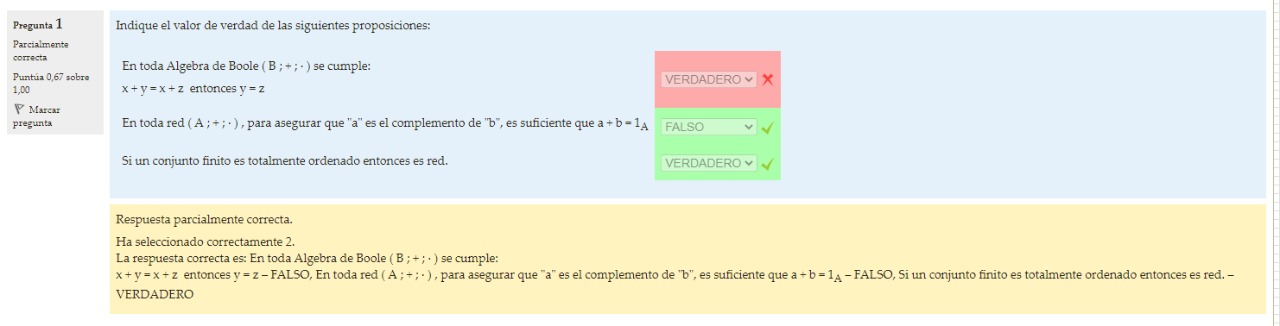 Pregunta 1
Parcialmente
correcta
Puntúa 0,67 sobre
1,00
Marcar
pregunta
Indique el valor de verdad de las siguientes proposiciones:
En toda Algebra de Boole ( B ; + ; · ) se cumple:
x + y = x + z entonces y = z
VERDADERO
En toda red ( A ; + ; · ) , para asegurar que "a" es el complemento de "b", es suficiente que a + b = 1A
FALSO
Si un conjunto finito es totalmente ordenado entonces es red.
VERDADERO
Respuesta parcialmente correcta.
Ha seleccionado correctamente 2.
La respuesta correcta es: En toda Algebra de Boole ( B ; + ; · ) se cumple:
x + y = x + z entonces y = z – FALSO, En toda red ( A ; + ; · ) , para asegurar que "a" es el complemento de "b", es suficiente que a + b = 1A – FALSO, Si un conjunto finito es totalmente ordenado entonces es red. –
VERDADERO